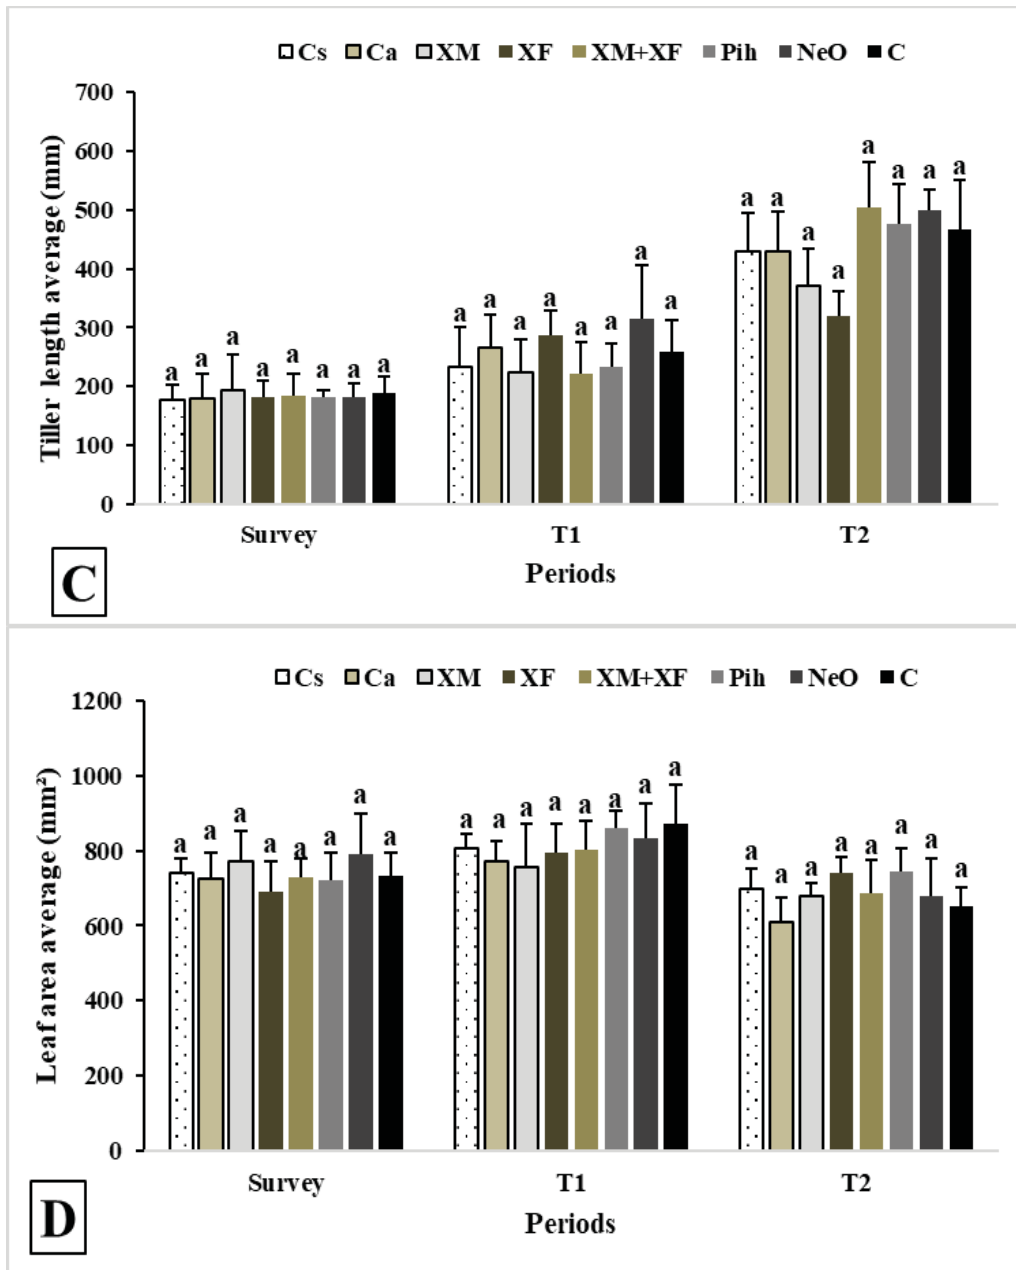 Cs Ca XM XF XM+XF Pih NeO C
Tiller length average (mm)
700
600
500
400
300
200
100
0
a a a a a a a a
a a a a a a a a
a a a a a a a a
Survey T1 T2
Periods
C
Cs Ca XM XF XM+XF Pih NeO C
Leaf area average (mm²)
1200
1000
800
600
400
200
0
a a a a a a a a
a a a a a a a a
a a a a a a a a
Survey T1 T2
Periods
D